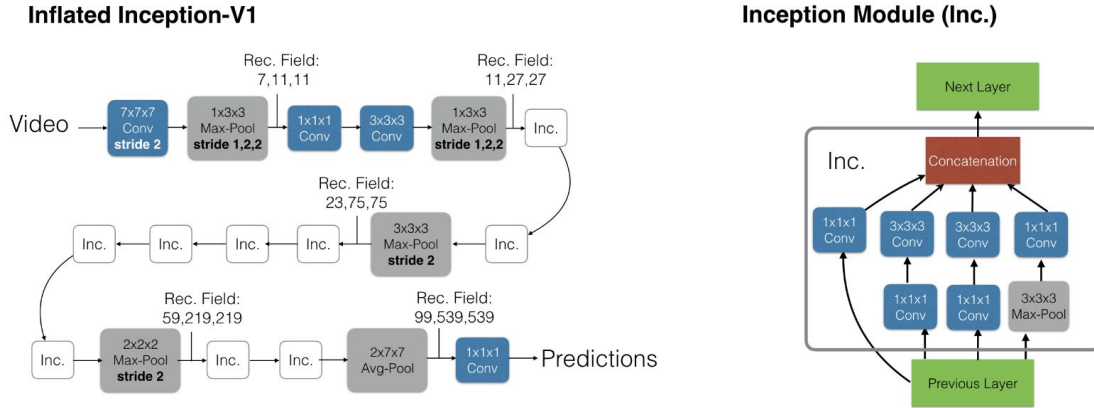 Inflated Inception-V1
Rec. Field:
7,11,11
Rec. Field:
11,27,27
Video
7x7x7
Conv
stride 2
1x3x3
Max-Pool
stride 1,2,2
1x1x1
Conv
3x3x3
Conv
1x3x3
Max-Pool
stride 1,2,2
Inc.
Rec. Field:
23,75,75
Inc.
Inc.
Inc.
Inc.
3x3x3
Max-Pool
stride 2
Inc.
Rec. Field:
59,219,219
Rec. Field:
99,539,539
Inc.
2x2x2
Max-Pool
stride 2
Inc.
Inc.
2x7x7
Avg-Pool
1x1x1
Conv
Predictions
Inception Module (Inc.)
Next Layer
Inc.
Concatenation
1x1x1
Conv
3x3x3
Conv
3x3x3
Conv
1x1x1
Conv
1x1x1
Conv
1x1x1
Conv
3x3x3
Max-Pool
Previous Layer